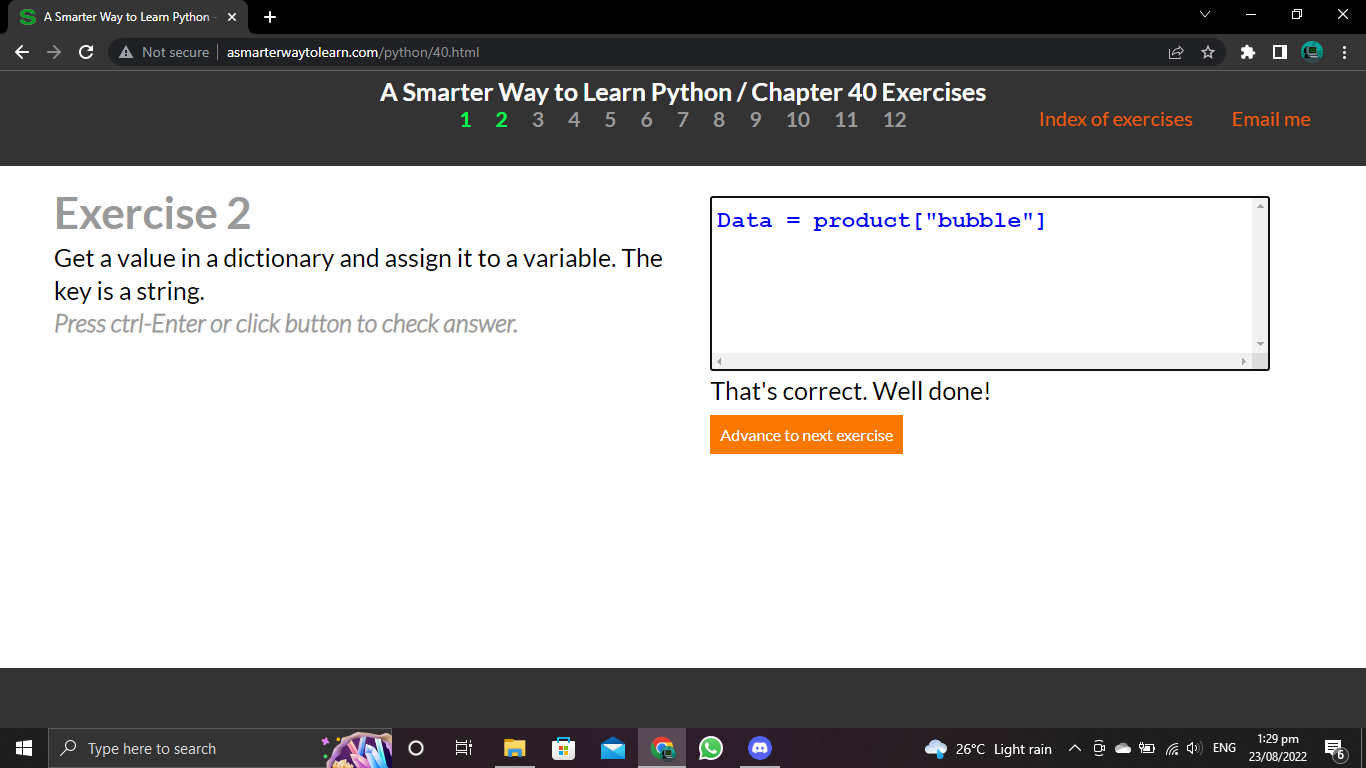 A Smarter Way to Learn Python -
Not secure asmarterwaytolearn.com/python/40.html
A Smarter Way to Learn Python / Chapter 40 Exercises
1 2 3 4 5 6 7 8 9 10 11 12
Index of exercises Email me
Exercise 2
Get a value in a dictionary and assign it to a variable. The
key is a string.
Press ctrl-Enter or click button to check answer.
Data = product["bubble"]
That's correct. Well done!
Advance to next exercise
Type here to search
26°C Light rain
ENG
1:29 pm
23/08/2022
6